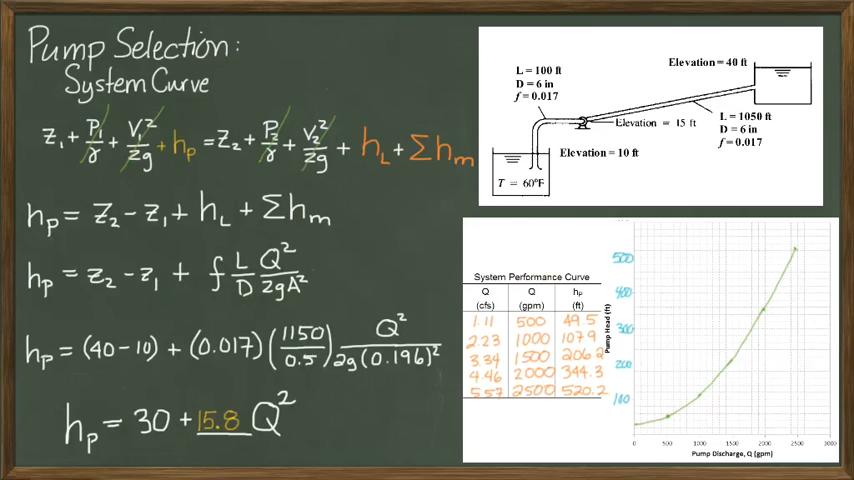 Pump Selection:
System Curve
z₁ + P₁/γ + V₁²/2g + hp = z₂ + P₂/γ + V₂²/2g + hL + Σhm
hp = z₂ - z₁ + hL + Σhm
hp = z₂ - z₁ + f L/D Q²/2gA²
hp = (40 - 10) + (0.017)(1150/0.5) Q²/2g(0.196)²
hp = 30 + 15.8 Q²
Elevation = 40 ft
L = 100 ft
D = 6 in
f = 0.017
Elevation = 15 ft
L = 1050 ft
D = 6 in
f = 0.017
Elevation = 10 ft
T = 60°F
System Performance Curve
Q Q hp
(cfs) (gpm) (ft)
1.11 500 49.5
2.23 1000 107.9
3.34 1500 206.2
4.46 2000 344.3
5.57 2500 520.2
Pump Head (ft)
500
400
300
200
100
0 500 1000 1500 2000 2500 3000
Pump Discharge, Q (gpm)